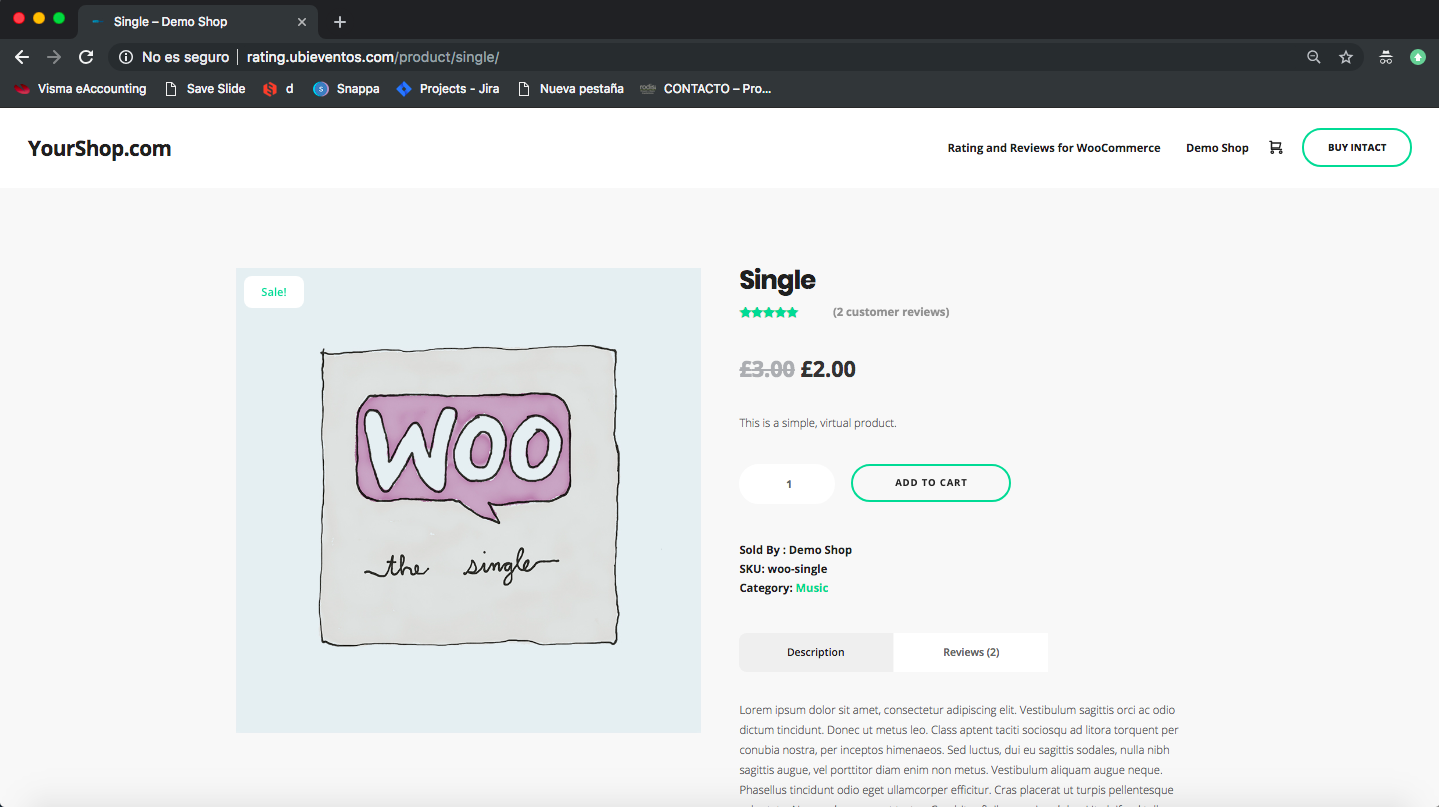 Single – Demo Shop
No es seguro | rating.ubieventos.com/product/single/
Visma eAccounting Save Slide d Snappa Projects - Jira Nueva pestaña CONTACTO – Pro...
YourShop.com
Rating and Reviews for WooCommerce Demo Shop BUY INTACT
Sale!
WOO
the single
Single
(2 customer reviews)
£3.00 £2.00
This is a simple, virtual product.
1 ADD TO CART
Sold By : Demo Shop
SKU: woo-single
Category: Music
Description Reviews (2)
Lorem ipsum dolor sit amet, consectetur adipiscing elit. Vestibulum sagittis orci ac odio
dictum tincidunt. Donec ut metus leo. Class aptent taciti sociosqu ad litora torquent per
conubia nostra, per inceptos himenaeos. Sed luctus, dui eu sagittis sodales, nulla nibh
sagittis augue, vel porttitor diam enim non metus. Vestibulum aliquam augue neque.
Phasellus tincidunt odio eget ullamcorper efficitur. Cras placerat ut turpis pellentesque